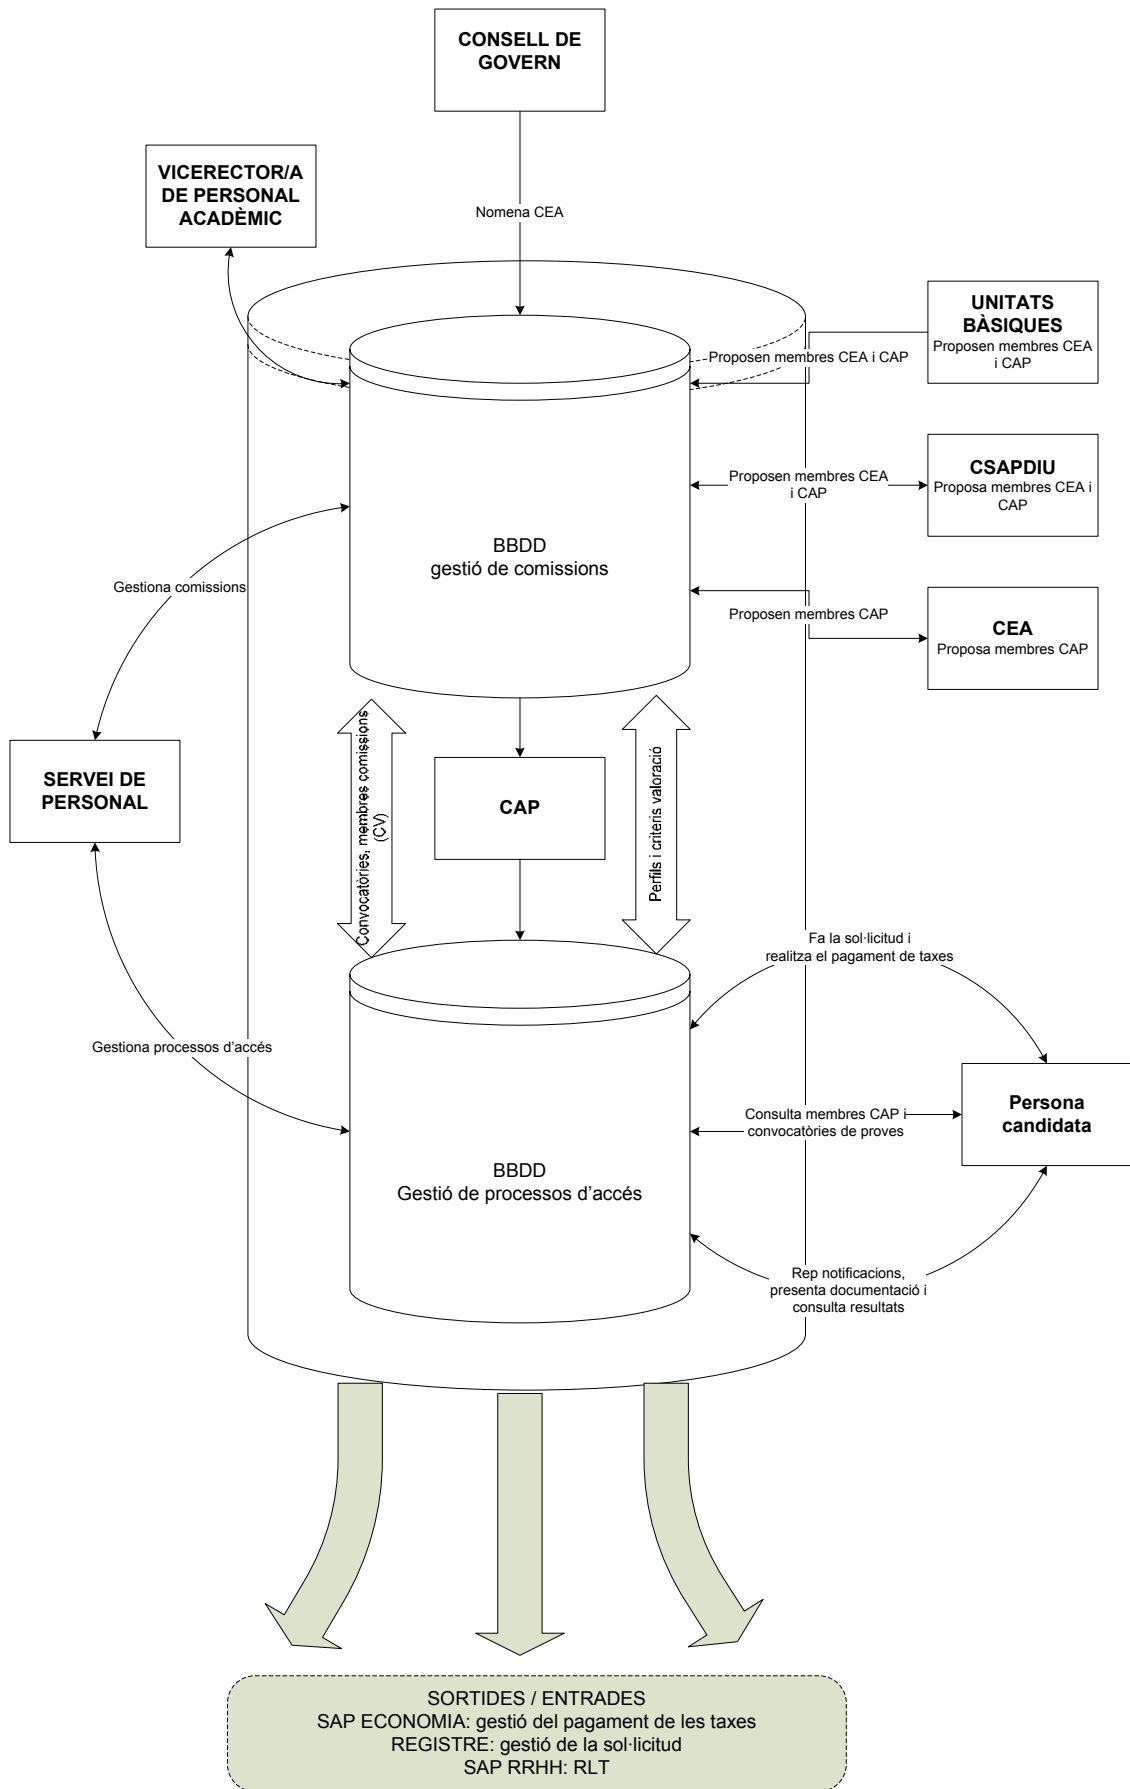 CONSELL DE
GOVERN
VICERECTOR/A
DE PERSONAL
ACADÈMIC
Nomena CEA
UNITATS
BÀSIQUES
Proposen membres CEA
i CAP
Proposen membres CEA i CAP
CSAPDIU
Proposa membres CEA i
CAP
Proposen membres CEA
i CAP
BBDD
gestió de comissions
Gestiona comissions
Proposen membres CAP
CEA
Proposa membres CAP
SERVEI DE
PERSONAL
Convocatòries, membres comissions
(CV)
CAP
Perfils i criteris valoració
Fa la sol·licitud i
realitza el pagament de taxes
Gestiona processos d’accés
Persona
candidata
Consulta membres CAP i
convocatòries de proves
BBDD
Gestió de processos d’accés
Rep notificacions,
presenta documentació i
consulta resultats
SORTIDES / ENTRADES
SAP ECONOMIA: gestió del pagament de les taxes
REGISTRE: gestió de la sol·licitud
SAP RRHH: RLT